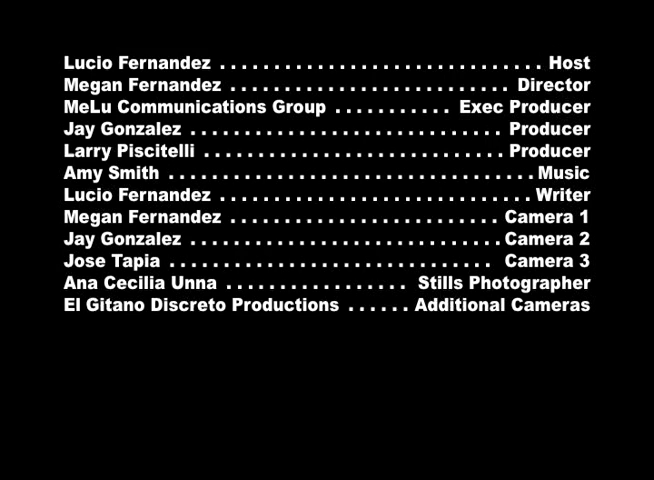 Lucio Fernandez . . . . . . . . . . . . . . . . . . . . . . . . . . . . . . Host
Megan Fernandez . . . . . . . . . . . . . . . . . . . . . . . . . . Director
MeLu Communications Group . . . . . . . . . . . Exec Producer
Jay Gonzalez . . . . . . . . . . . . . . . . . . . . . . . . . . . . . Producer
Larry Piscitelli . . . . . . . . . . . . . . . . . . . . . . . . . . . . Producer
Amy Smith . . . . . . . . . . . . . . . . . . . . . . . . . . . . . . . . . . Music
Lucio Fernandez . . . . . . . . . . . . . . . . . . . . . . . . . . . . . Writer
Megan Fernandez . . . . . . . . . . . . . . . . . . . . . . . . . Camera 1
Jay Gonzalez . . . . . . . . . . . . . . . . . . . . . . . . . . . . . Camera 2
Jose Tapia . . . . . . . . . . . . . . . . . . . . . . . . . . . . . . Camera 3
Ana Cecilia Unna . . . . . . . . . . . . . . . . . Stills Photographer
El Gitano Discreto Productions . . . . . . Additional Cameras